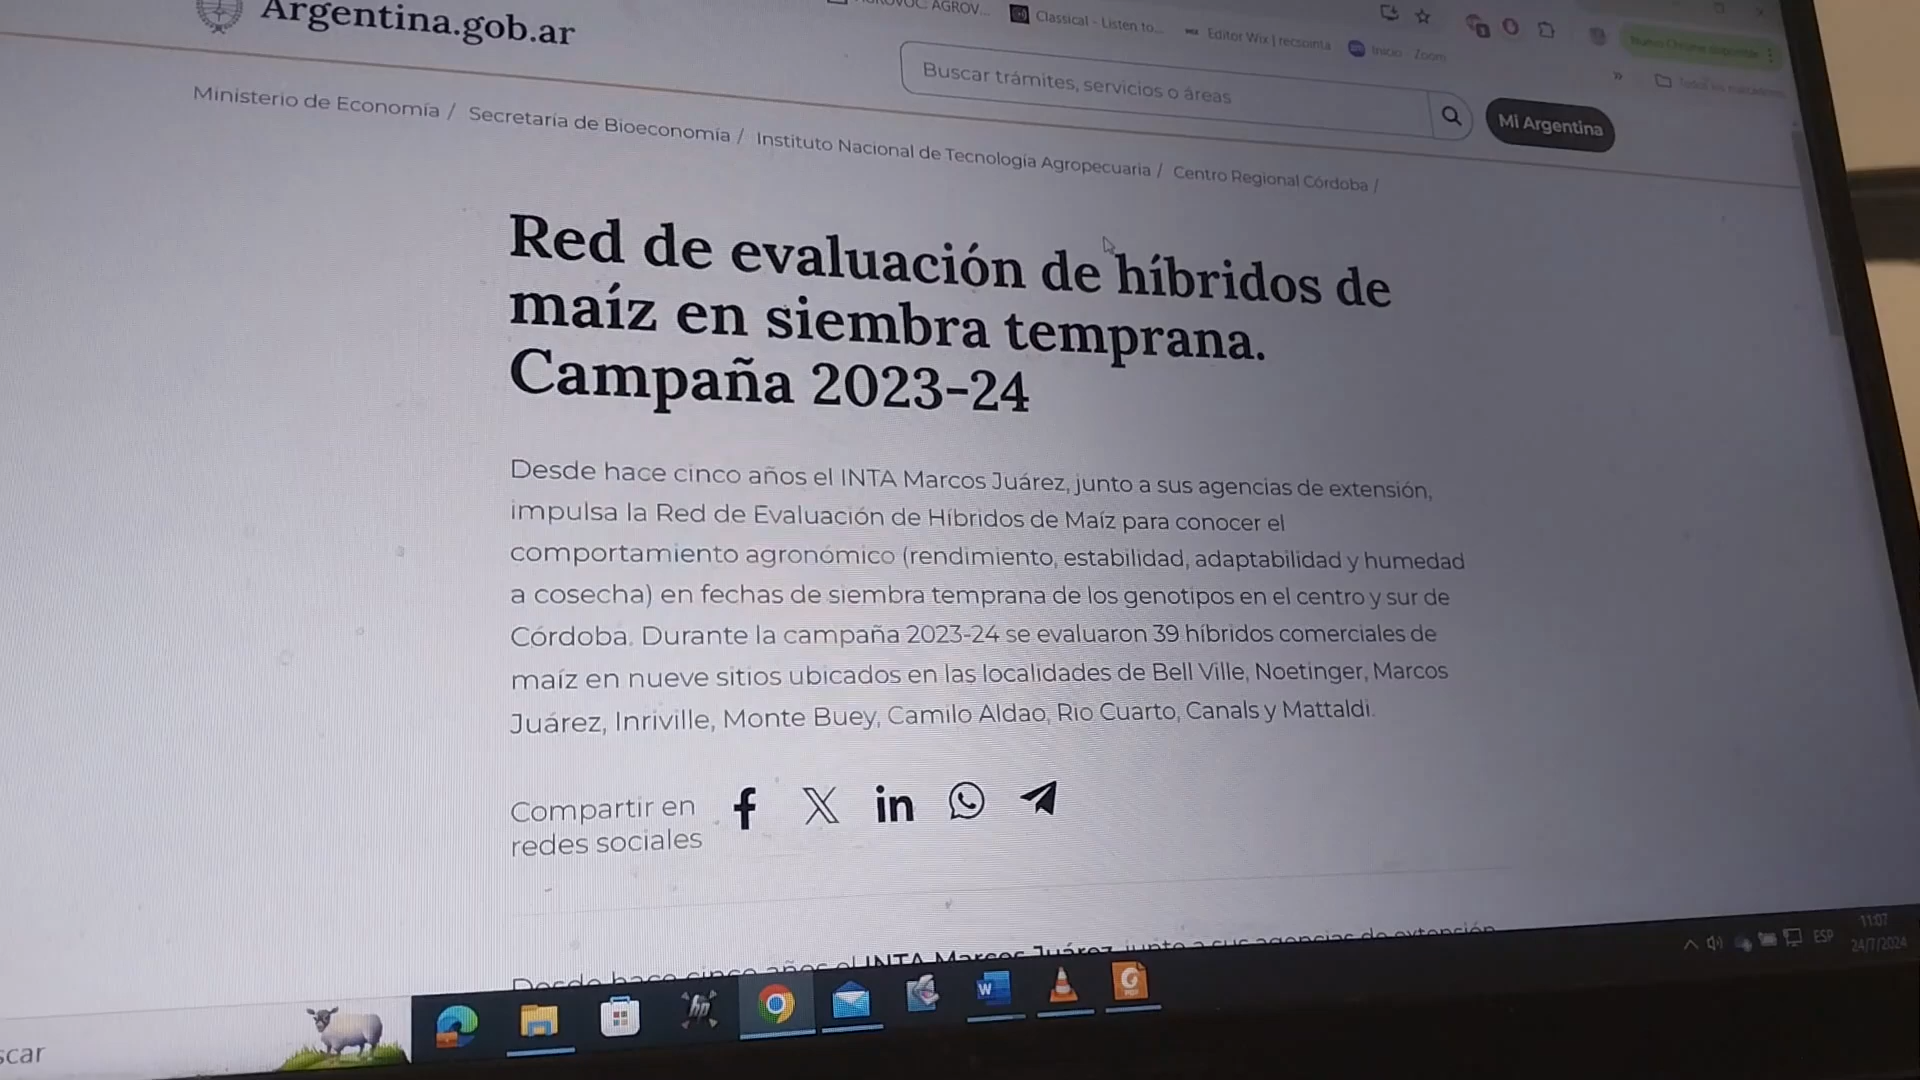 Argentina.gob.ar
AGROV...
Classical - Listen to...
Editor Wix | recspinta
Inicio - Zoom
Buscar trámites, servicios o áreas
Mi Argentina
Ministerio de Economía / Secretaría de Bioeconomía / Instituto Nacional de Tecnología Agropecuaria / Centro Regional Córdoba /
Red de evaluación de híbridos de
maíz en siembra temprana.
Campaña 2023-24
Desde hace cinco años el INTA Marcos Juárez, junto a sus agencias de extensión,
impulsa la Red de Evaluación de Híbridos de Maíz para conocer el
comportamiento agronómico (rendimiento, estabilidad, adaptabilidad y humedad
a cosecha) en fechas de siembra temprana de los genotipos en el centro y sur de
Córdoba. Durante la campaña 2023-24 se evaluaron 39 híbridos comerciales de
maíz en nueve sitios ubicados en las localidades de Bell Ville, Noetinger, Marcos
Juárez, Inriville, Monte Buey, Camilo Aldao, Rio Cuarto, Canals y Mattaldi.
Compartir en
redes sociales
Desde hace cinco años el INTA Marcos Juárez, junto a sus agencias de extensión
ESP
11:07
24/7/2024
scar
hp